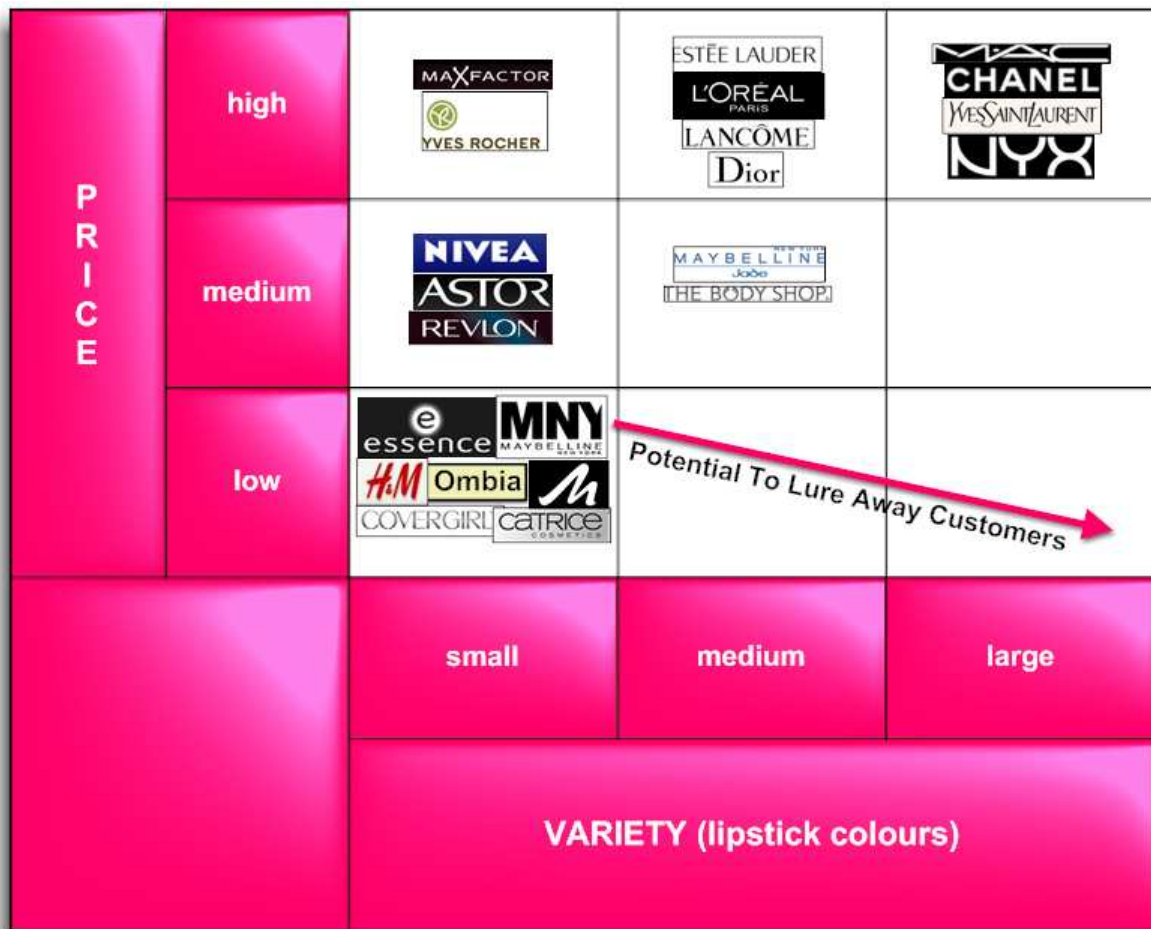 PRICE
high
MAXFACTOR
YVES ROCHER
ESTĒE LAUDER
L'ORÉAL
PARIS
LANCÔME
Dior
M·A·C
CHANEL
YVESSAINTLAURENT
NYX
medium
NIVEA
ASTOR
REVLON
NEW YORK
MAYBELLINE
Jade
THE BODY SHOP.
low
e
essence
MNY
MAYBELLINE
NEW YORK
H&M
Ombia
M
COVERGIRL
CATRICE
COSMETICS
Potential To Lure Away Customers
small
medium
large
VARIETY (lipstick colours)